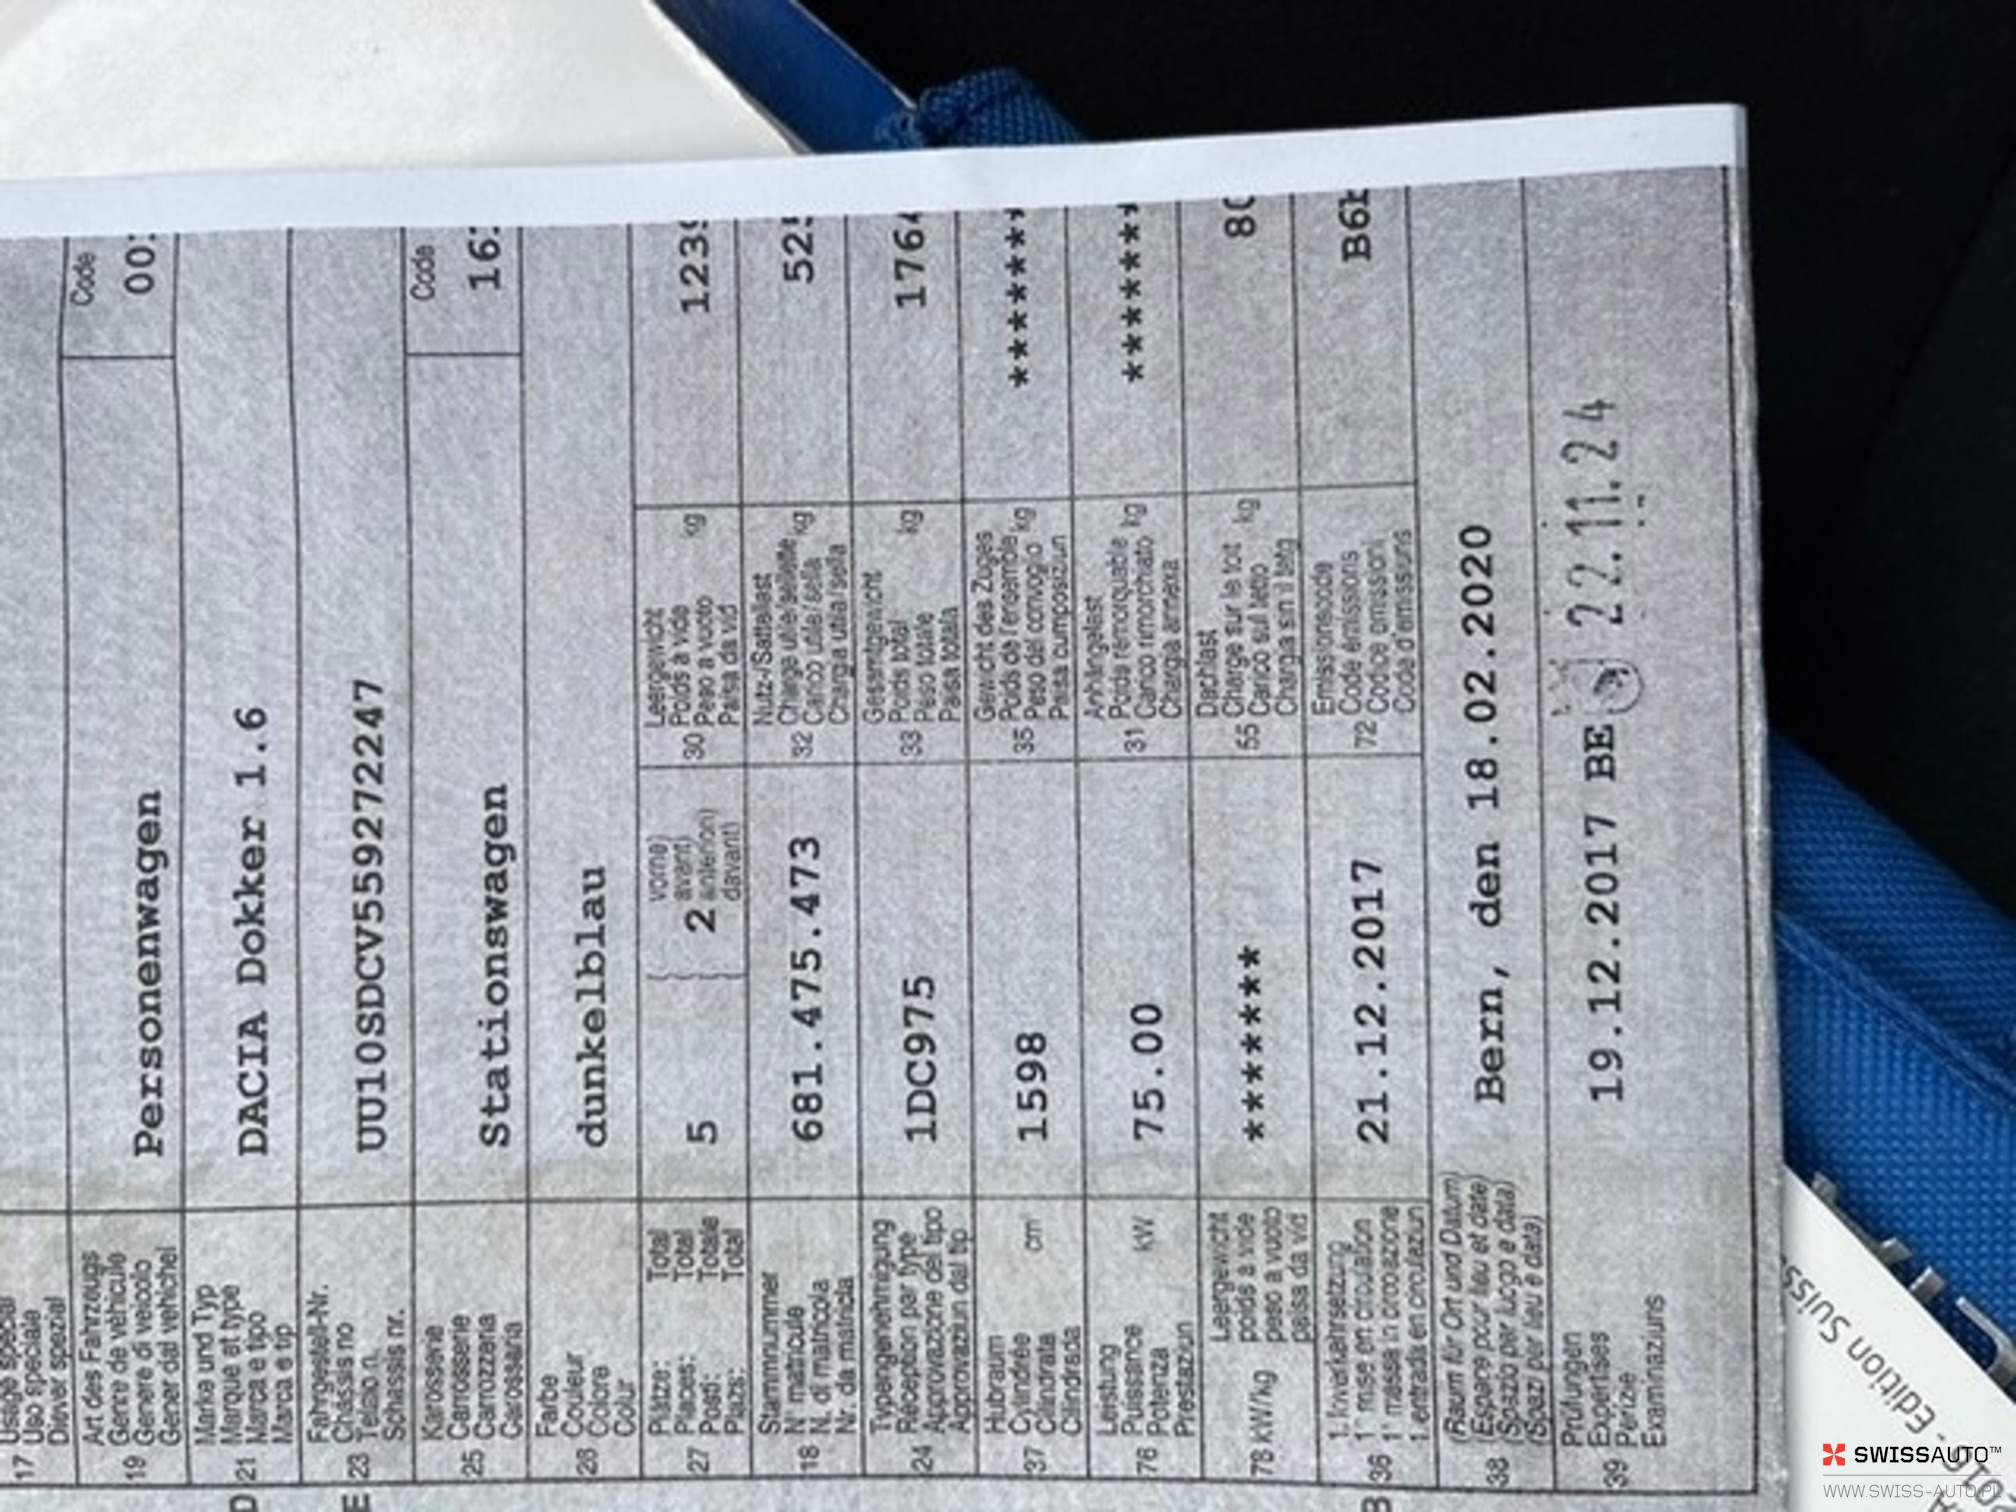 17 Usage spécial
Uso speciale
Diever spezial
19 Art des Fahrzeugs
Genre de véhicule
Genere di veicolo
Gener dal vehichel
Personenwagen
Code
00
D 21 Marke und Typ
Marque et type
Marca e tipo
Marca e tip
DACIA Dokker 1.6
E 23 Fahrgestell-Nr.
Châssis no
Telaio n.
Schassis nr.
UU10SDCV559272247
25 Karosserie
Carrosserie
Carrozzeria
Carossaria
Stationswagen
Code
16
26 Farbe
Couleur
Colore
Colur
dunkelblau
27 Plätze: Total
Places: Total
Posti: Totale
Plazs: Total
5
2
vorne)
avant)
anteriori)
davant)
30 Leergewicht
Poids à vide
Peso a vuoto
Paisa da vid
kg
1239
18 Stammnummer
N° matricule
N. di matricola
Nr. da matricla
681.475.473
32 Nutz-/Sattellast
Charge utile/sellette
Carico utile/sella
Chargia utila/sella
kg
525
24 Typengenehmigung
Réception par type
Approvazione del tipo
Approvaziun dal tip
1DC975
33 Gesamtgewicht
Poids total
Peso totale
Paisa totala
kg
1764
37 Hubraum
Cylindrée
Cilindrata
Cilindrada
cm³
1598
35 Gewicht des Zuges
Poids de l'ensemble
Peso del convoglio
Pesa cumposiziun
kg
********
76 Leistung
Puissance
Potenza
Prestaziun
kW
75.00
31 Anhängelast
Poids remorquable
Carico rimorchiato
Chargia annexa
kg
********
78 kW/kg
Leergewicht
poids à vide
peso a vuoto
paisa da vid
*******
55 Dachlast
Charge sur le toit
Carico sul tetto
Chargia sin il tetg
kg
80
B 36 1. Inverkehrsetzung
1re mise en circulation
1a messa in circolazione
1. entrada en circulaziun
21.12.2017
72 Emissionscode
Code émissions
Codice emissioni
Code d'emissiuns
B6b
38 (Raum für Ort und Datum)
(Espace pour lieu et date)
(Spazio per luogo e data)
(Spazi per lieu e data)
Bern, den 18.02.2020
39 Prüfungen
Expertises
Perizie
Examinaziuns
19.12.2017 BE
22.11.24
- Edition Suiss
SWISSAUTO™
WWW.SWISS-AUTO.PL